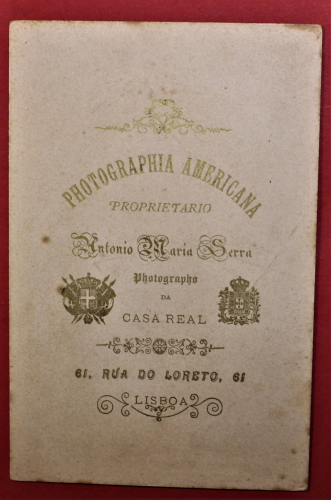 PHOTOGRAPHIA AMERICANA
PROPRIETARIO
Antonio Maria Serra
Photographo
DA
CASA REAL
61, RUA DO LORETO, 61
LISBOA